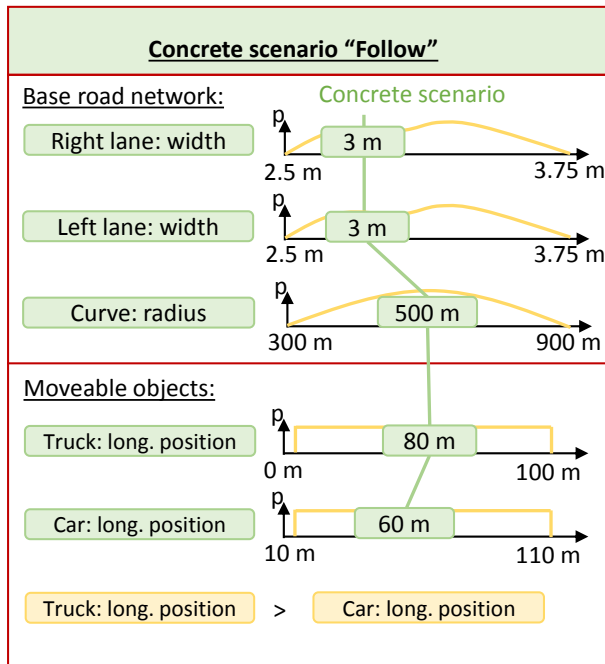 Concrete scenario “Follow”
Base road network:
Concrete scenario
Right lane: width
p
3 m
2.5 m
3.75 m
Left lane: width
p
3 m
2.5 m
3.75 m
Curve: radius
500 m
300 m
900 m
Moveable objects:
Truck: long. position
p
80 m
0 m
100 m
Car: long. position
p
60 m
10 m
110 m
Truck: long. position > Car: long. position